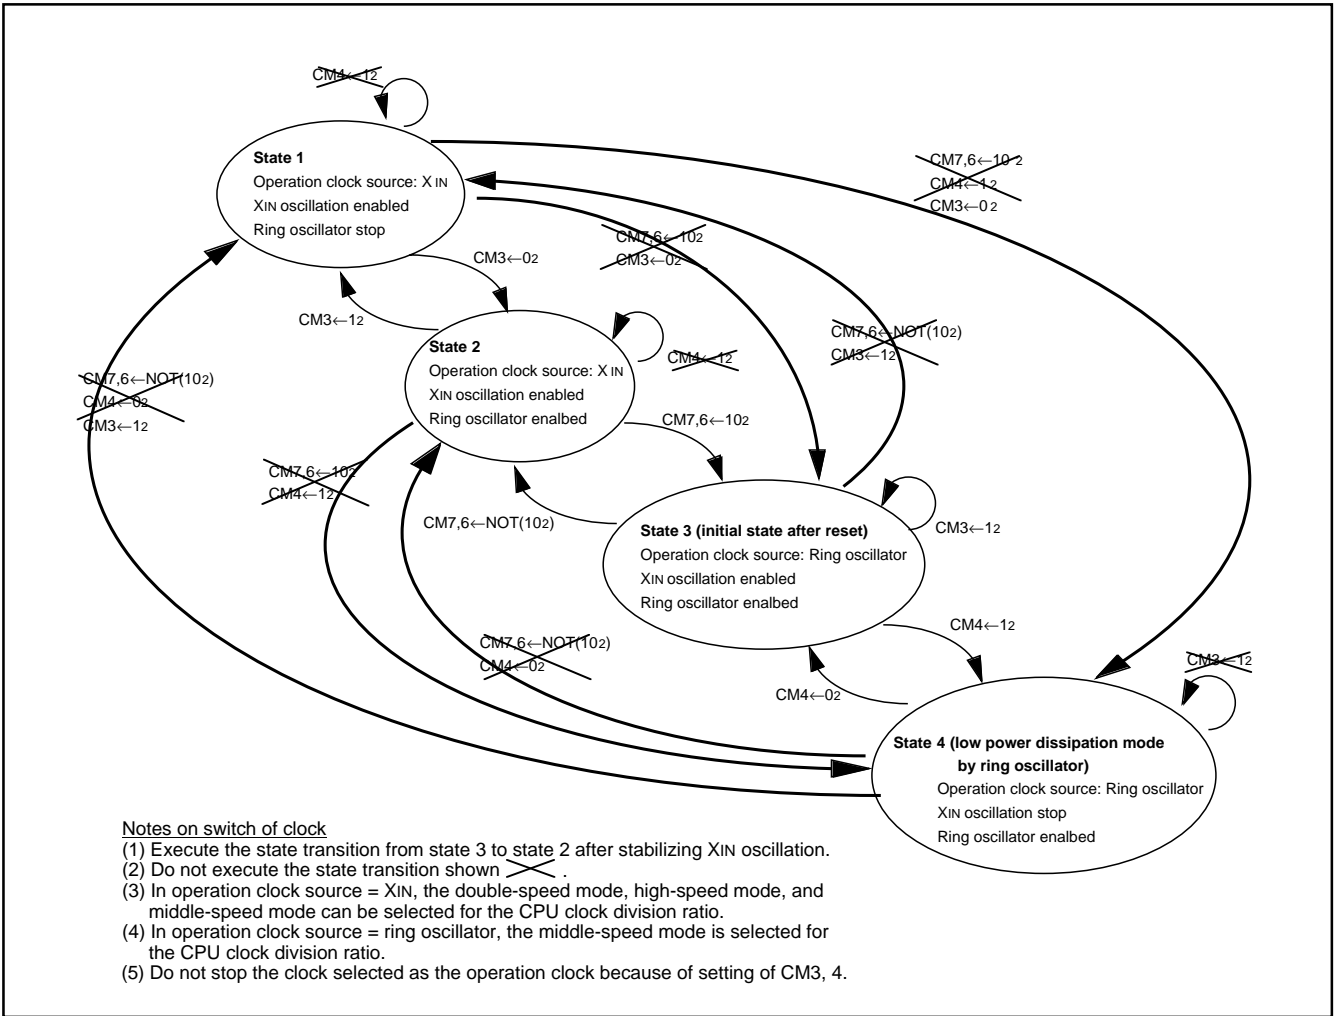 CM4←12
State 1
Operation clock source: XIN
XIN oscillation enabled
Ring oscillator stop
CM7,6←102
CM4←12
CM3←02
CM7,6←102
CM3←02
CM3←02
CM3←12
CM7,6←NOT(102)
CM3←12
State 2
Operation clock source: XIN
XIN oscillation enabled
Ring oscillator enalbed
CM4←12
CM7,6←NOT(102)
CM4←02
CM3←12
CM7,6←102
CM7,6←102
CM4←12
CM7,6←NOT(102)
State 3 (initial state after reset)
Operation clock source: Ring oscillator
XIN oscillation enabled
Ring oscillator enalbed
CM3←12
CM4←12
CM7,6←NOT(102)
CM4←02
CM4←02
CM3←12
State 4 (low power dissipation mode
by ring oscillator)
Operation clock source: Ring oscillator
XIN oscillation stop
Ring oscillator enalbed
Notes on switch of clock
(1) Execute the state transition from state 3 to state 2 after stabilizing XIN oscillation.
(2) Do not execute the state transition shown .
(3) In operation clock source = XIN, the double-speed mode, high-speed mode, and
middle-speed mode can be selected for the CPU clock division ratio.
(4) In operation clock source = ring oscillator, the middle-speed mode is selected for
the CPU clock division ratio.
(5) Do not stop the clock selected as the operation clock because of setting of CM3, 4.